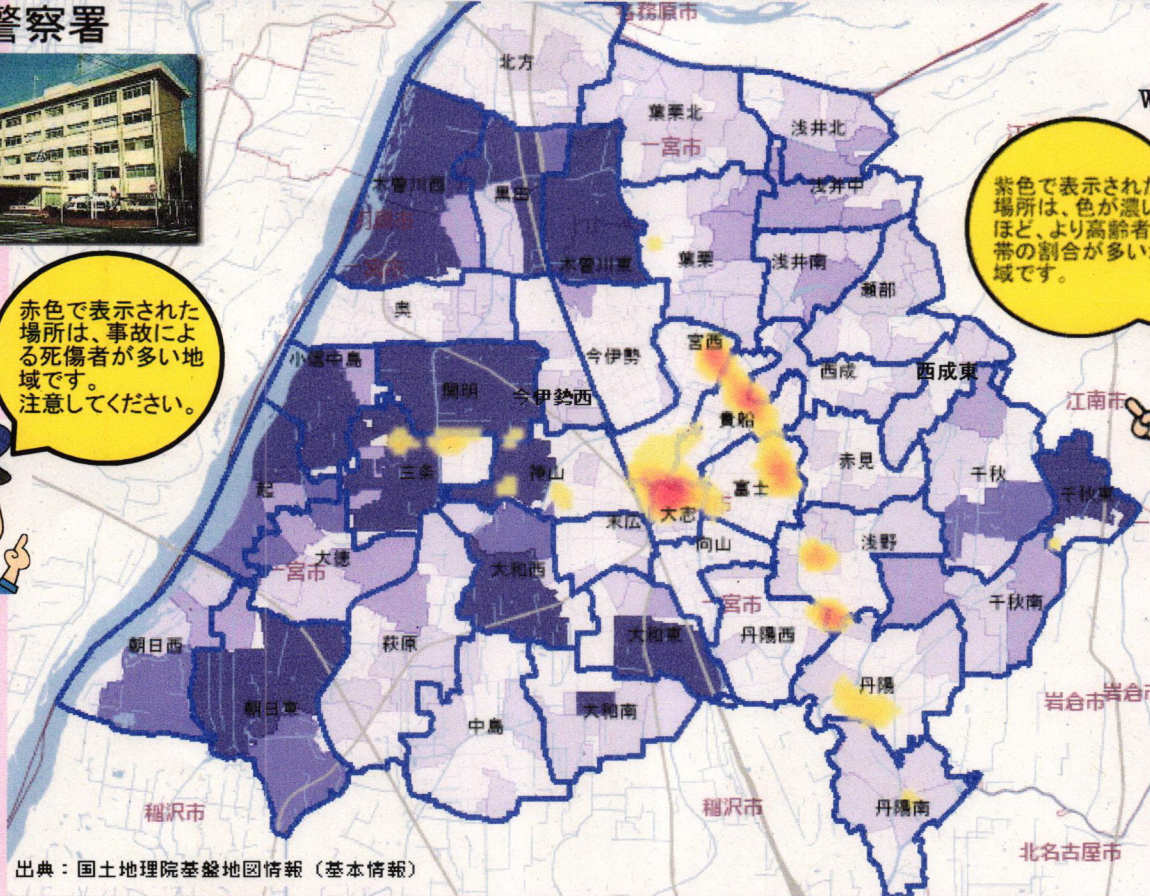 警察署
各務原市
北方
葉栗北
浅井北
一宮市
W
木曽川西
黒田
浅井中
木曽川東
葉栗
浅井南
瀬部
奥
小信中島
今伊勢
宮西
開明
今伊勢西
西成
西成東
貴船
江南市
三条
神山
起
赤見
千秋
千秋東
富士
末広
大志
向山
浅野
大徳
大和西
一宮市
一宮市
千秋南
朝日西
萩原
大和東
丹陽西
丹陽
朝日東
中島
大和南
岩倉市
岩倉市
稲沢市
稲沢市
丹陽南
北名古屋市
赤色で表示された
場所は、事故によ
る死傷者が多い地
域です。
注意してください。
紫色で表示された
場所は、色が濃い
ほど、より高齢者
帯の割合が多い
域です。
出典：国土地理院基盤地図情報（基本情報）